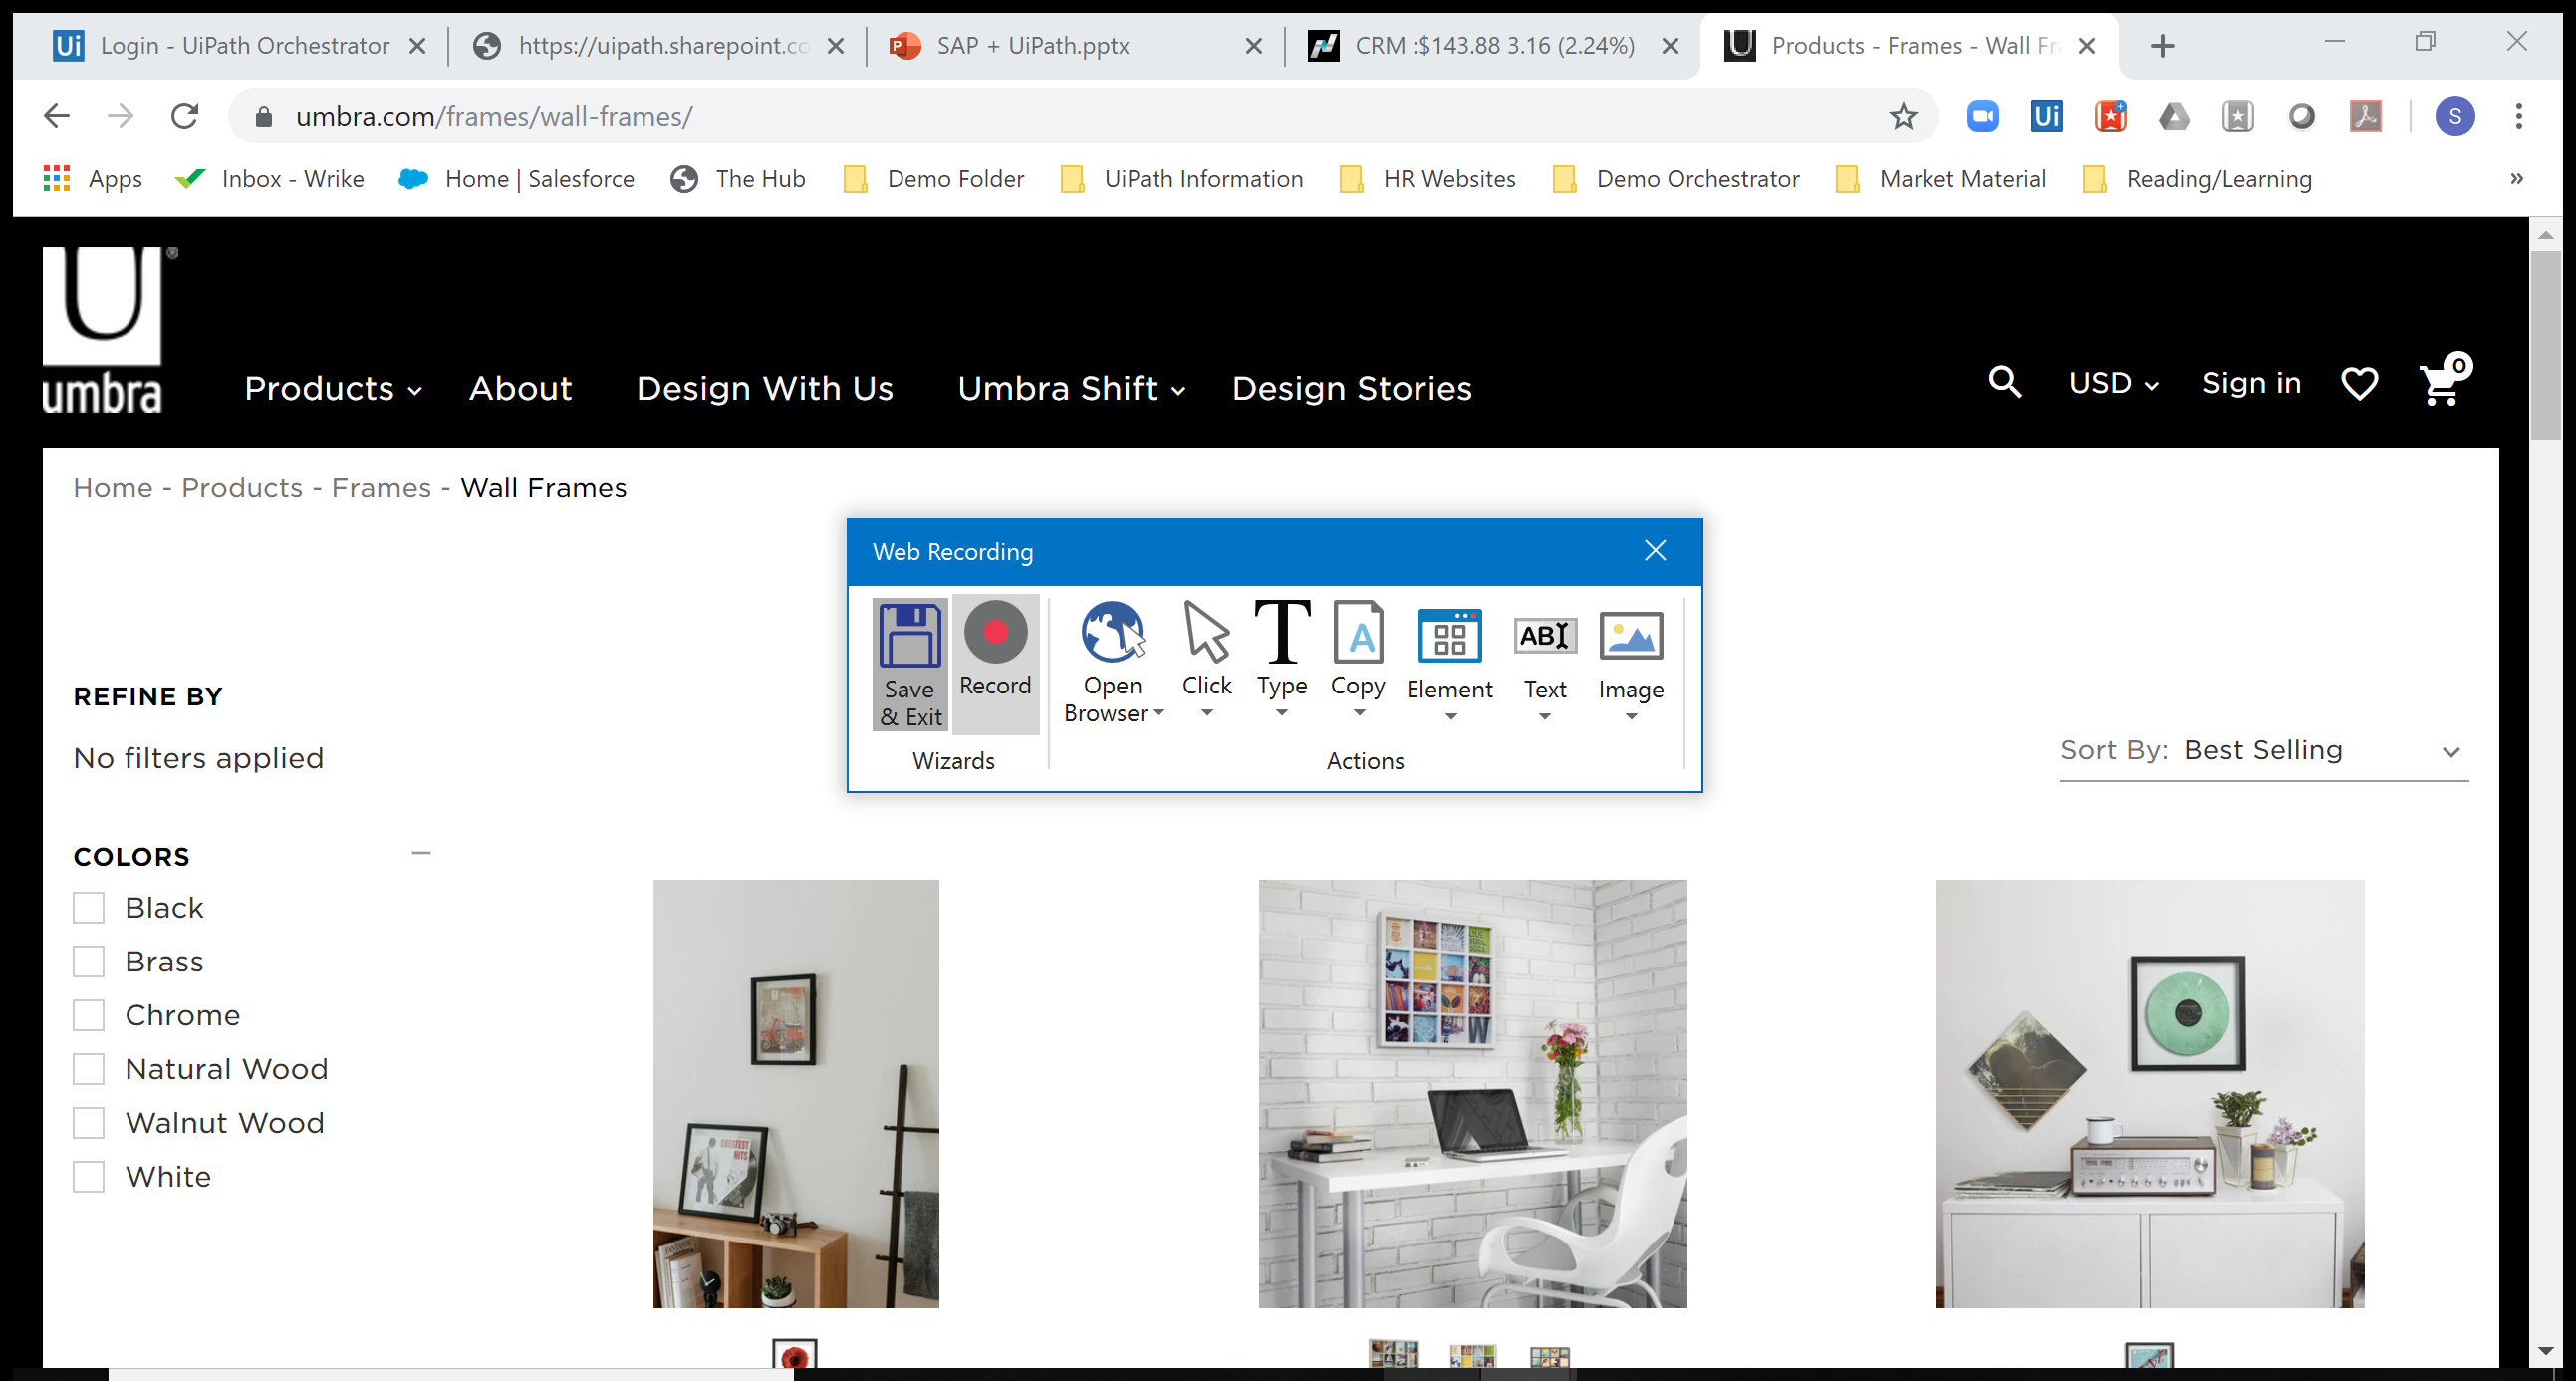 Login - UiPath Orchestrator
https://uipath.sharepoint.co
SAP + UiPath.pptx
CRM :$143.88 3.16 (2.24%)
Products - Frames - Wall Fr
umbra.com/frames/wall-frames/
Ui
S
Apps
Inbox - Wrike
Home | Salesforce
The Hub
Demo Folder
UiPath Information
HR Websites
Demo Orchestrator
Market Material
Reading/Learning
»
U
®
umbra
Products
About
Design With Us
Umbra Shift
Design Stories
USD
Sign in
0
Home - Products - Frames - Wall Frames
Web Recording
Save
& Exit
Record
Open
Browser
Click
T
Type
A
Copy
Element
ABI
Text
Image
Wizards
Actions
REFINE BY
No filters applied
Sort By: Best Selling
COLORS
Black
Brass
Chrome
Natural Wood
Walnut Wood
White
GREATEST
HITS